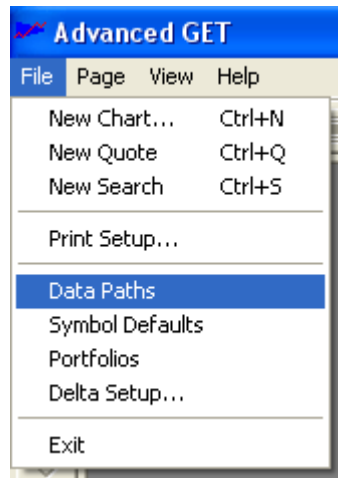 Advanced GET
File Page View Help
New Chart... Ctrl+N
New Quote Ctrl+Q
New Search Ctrl+S
Print Setup...
Data Paths
Symbol Defaults
Portfolios
Delta Setup...
Exit